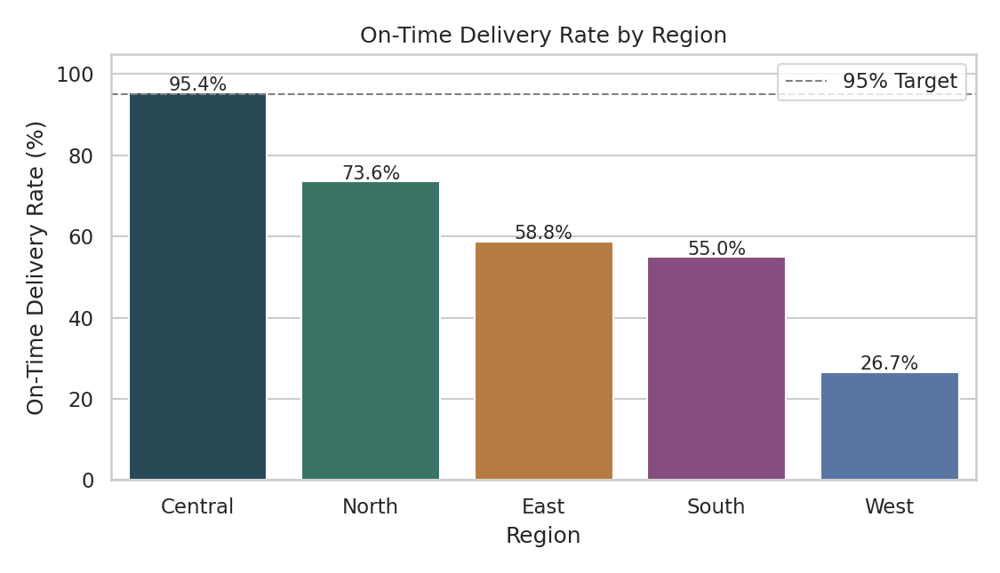 On-Time Delivery Rate by Region
On-Time Delivery Rate (%)
100
80
60
40
20
0
95% Target
95.4%
73.6%
58.8%
55.0%
26.7%
Central
North
East
South
West
Region